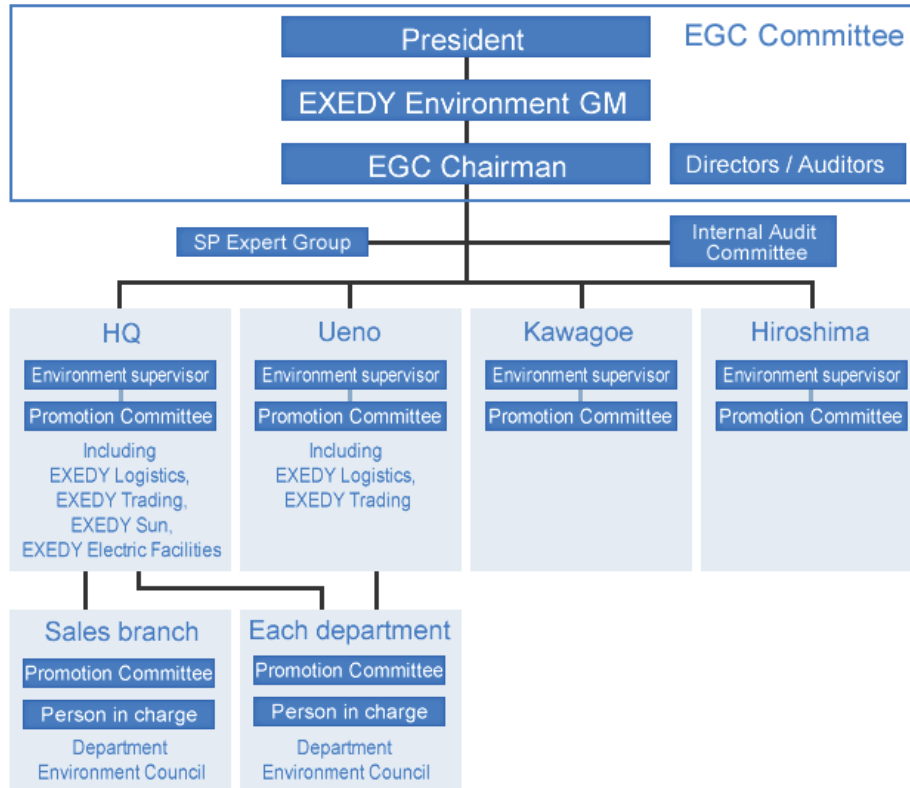 EGC Committee
President
EXEDY Environment GM
EGC Chairman
Directors / Auditors
SP Expert Group
Internal Audit
Committee
HQ
Environment supervisor
Promotion Committee
Including
EXEDY Logistics,
EXEDY Trading,
EXEDY Sun,
EXEDY Electric Facilities
Ueno
Environment supervisor
Promotion Committee
Including
EXEDY Logistics,
EXEDY Trading
Kawagoe
Environment supervisor
Promotion Committee
Hiroshima
Environment supervisor
Promotion Committee
Sales branch
Promotion Committee
Person in charge
Department
Environment Council
Each department
Promotion Committee
Person in charge
Department
Environment Council